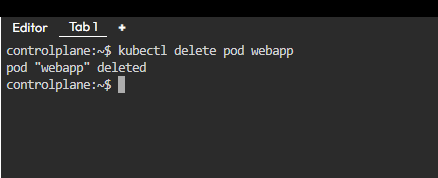 Editor Tab 1 +
controlplane:~$ kubectl delete pod webapp
pod "webapp" deleted
controlplane:~$